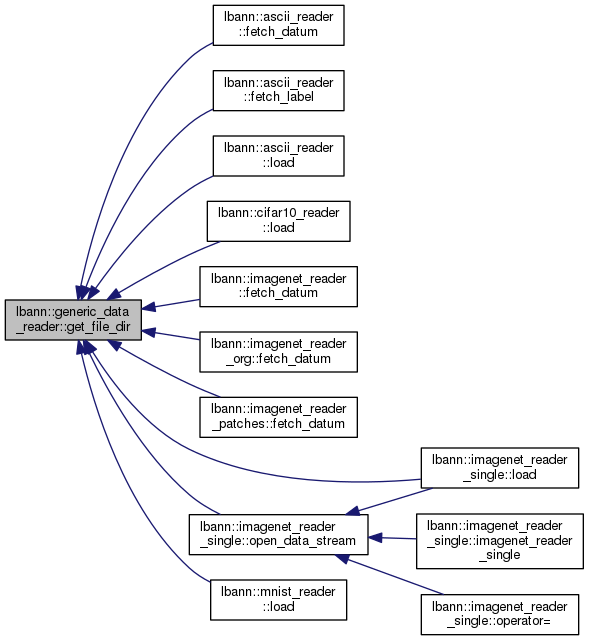 lbann::ascii_reader
::fetch_datum
lbann::ascii_reader
::fetch_label
lbann::ascii_reader
::load
lbann::cifar10_reader
::load
lbann::imagenet_reader
::fetch_datum
lbann::generic_data
_reader::get_file_dir
lbann::imagenet_reader
_org::fetch_datum
lbann::imagenet_reader
_patches::fetch_datum
lbann::imagenet_reader
_single::load
lbann::imagenet_reader
_single::open_data_stream
lbann::imagenet_reader
_single::imagenet_reader
_single
lbann::mnist_reader
::load
lbann::imagenet_reader
_single::operator=